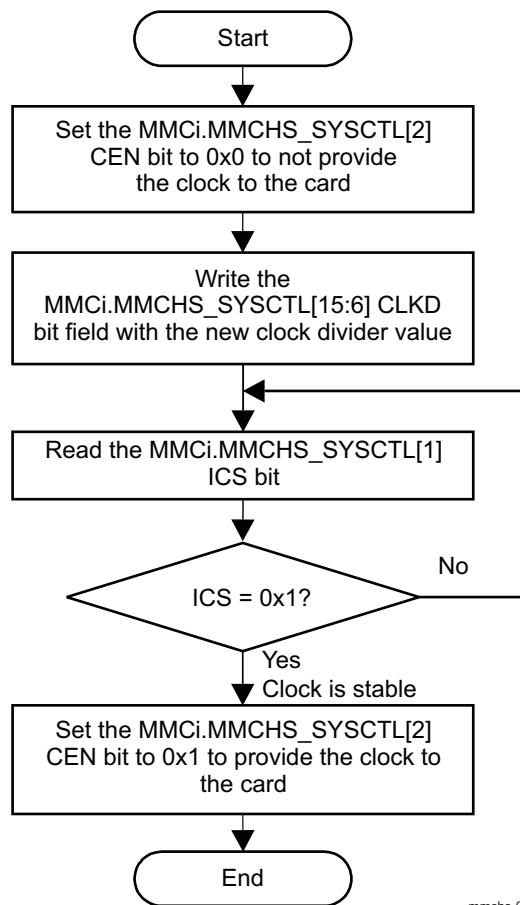 Start
Set the MMCi.MMCHS_SYSCTL[2]
CEN bit to 0x0 to not provide
the clock to the card
Write the
MMCi.MMCHS_SYSCTL[15:6] CLKD
bit field with the new clock divider value
Read the MMCi.MMCHS_SYSCTL[1]
ICS bit
ICS = 0x1?
No
Yes
Clock is stable
Set the MMCi.MMCHS_SYSCTL[2]
CEN bit to 0x1 to provide the clock to
the card
End